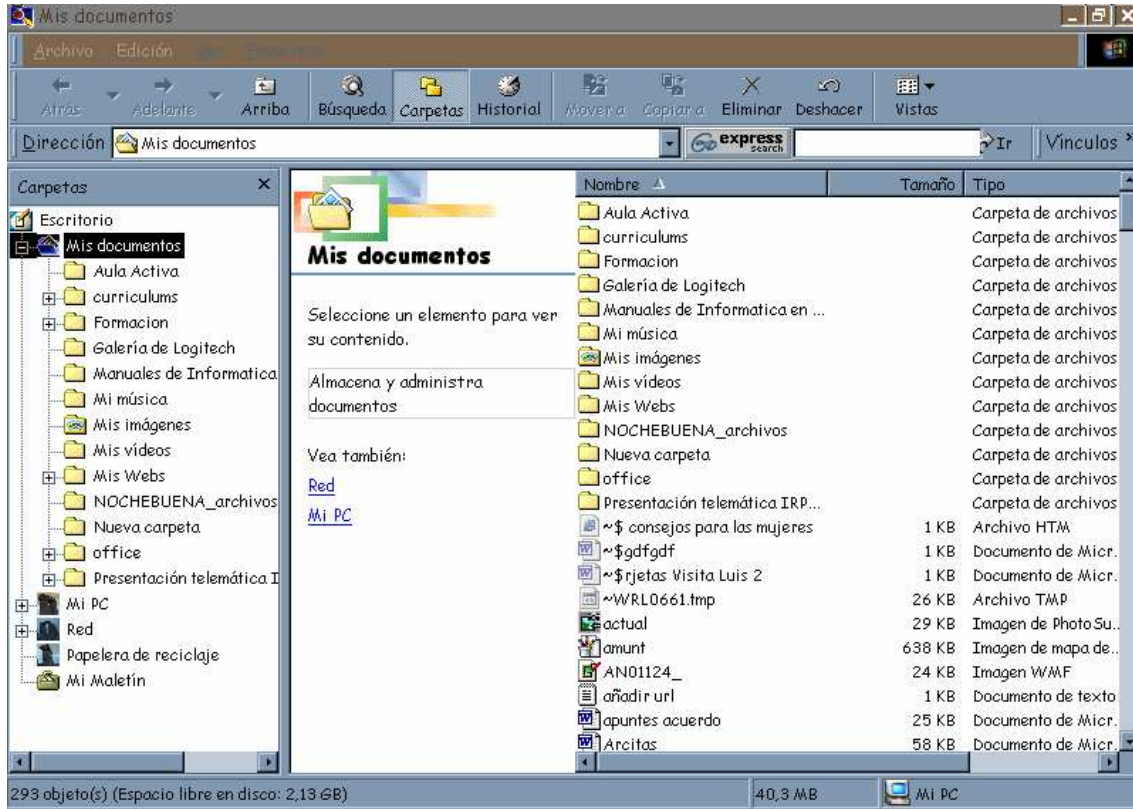 Mis documentos
Archivo Edición
Atrás Adelante Arriba Búsqueda Carpetas Historial Mover a Copiar a Eliminar Deshacer Vistas
Dirección Mis documentos express search Ir Vínculos »
Carpetas ×
Escritorio
Mis documentos
Aula Activa
curriculums
Formacion
Galería de Logitech
Manuales de Informatica
Mi música
Mis imágenes
Mis vídeos
Mis Webs
NOCHEBUENA_archivos
Nueva carpeta
office
Presentación telemática I
Mi PC
Red
Papelera de reciclaje
Mi Maletín
Mis documentos
Seleccione un elemento para ver
su contenido.
Almacena y administra
documentos
Vea también:
Red
Mi PC
Nombre Tamaño Tipo
Aula Activa Carpeta de archivos
curriculums Carpeta de archivos
Formacion Carpeta de archivos
Galería de Logitech Carpeta de archivos
Manuales de Informatica en ... Carpeta de archivos
Mi música Carpeta de archivos
Mis imágenes Carpeta de archivos
Mis vídeos Carpeta de archivos
Mis Webs Carpeta de archivos
NOCHEBUENA_archivos Carpeta de archivos
Nueva carpeta Carpeta de archivos
office Carpeta de archivos
Presentación telemática IRP... Carpeta de archivos
~$ consejos para las mujeres 1 KB Archivo HTM
~$gdfgdf 1 KB Documento de Micr.
~$rjetas Visita Luis 2 1 KB Documento de Micr.
~WRL0661.tmp 26 KB Archivo TMP
actual 29 KB Imagen de PhotoSu..
amunt 638 KB Imagen de mapa de..
AN01124_ 24 KB Imagen WMF
añadir url 1 KB Documento de texto
apuntes acuerdo 25 KB Documento de Micr.
Arcitas 58 KB Documento de Micr.
293 objeto(s) (Espacio libre en disco: 2,13 GB) 40,3 MB Mi PC